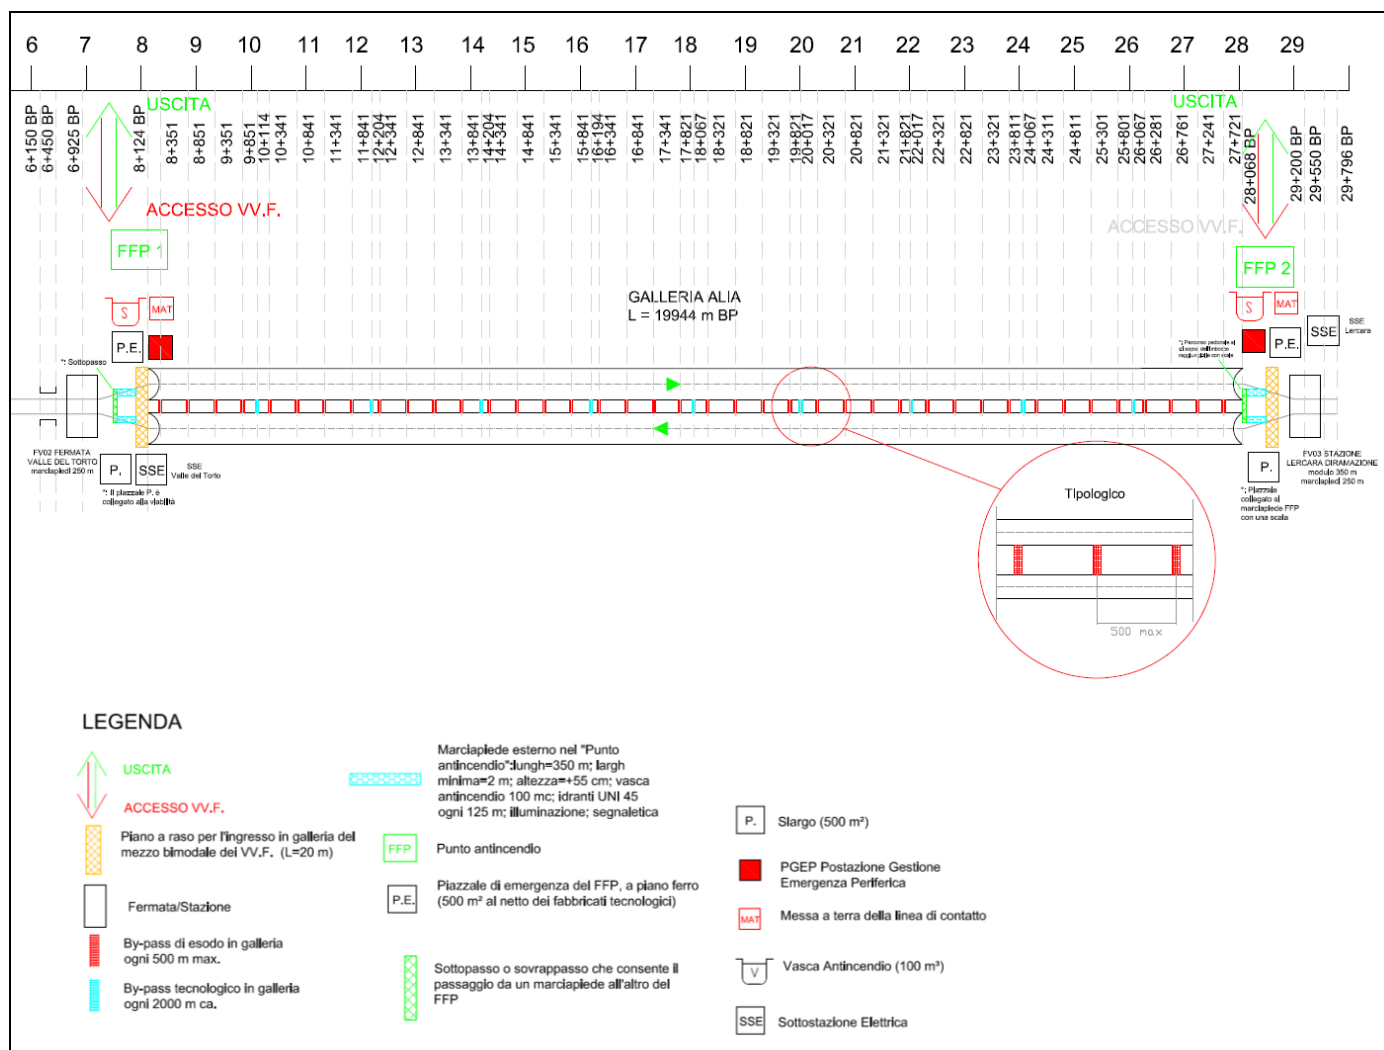 6 7 8 9 10 11 12 13 14 15 16 17 18 19 20 21 22 23 24 25 26 27 28 29
USCITA
USCITA
6+150 BP
6+450 BP
6+925 BP
8+124 BP
8+351
8+851
9+351
9+851
10+114
10+341
10+841
11+341
11+841
12+204
12+341
12+841
13+341
13+841
14+204
14+341
14+841
15+341
15+841
16+194
16+341
16+841
17+341
17+821
18+067
18+321
18+821
19+321
19+821
20+017
20+321
20+821
21+321
21+821
22+017
22+321
22+821
23+321
23+811
24+067
24+311
24+811
25+301
25+801
26+067
26+281
26+761
27+241
27+721
28+068 BP
29+200 BP
29+550 BP
29+796 BP
ACCESSO VV.F.
ACCESSO VV.F.
FFP 1
FFP 2
GALLERIA ALIA
L = 19944 m BP
S
MAT
S
MAT
P.E.
P.E.
SSE
SSE
Lercara
*: Sottopasso
FV02 FERMATA
VALLE DEL TORTO
marciapiedi 250 m
P.
SSE
SSE
Valle del Torto
*: Il piazzale P. è
collegato alla viabilità
P.
*: Piazzale
collegato al
marciapiede FFP
con una scala
FV03 STAZIONE
LERCARA DIRAMAZIONE
modulo 350 m
marciapiedi 250 m
Tipologico
500 max
LEGENDA
USCITA
ACCESSO VV.F.
Piano a raso per l'ingresso in galleria del
mezzo bimodale dei VV.F. (L=20 m)
Fermata/Stazione
By-pass di esodo in galleria
ogni 500 m max.
By-pass tecnologico in galleria
ogni 2000 m ca.
Marciapiede esterno nel "Punto
antincendio":lungh=350 m; largh
minima=2 m; altezza=+55 cm; vasca
antincendio 100 mc; idranti UNI 45
ogni 125 m; illuminazione; segnaletica
FFP
Punto antincendio
P.E.
Piazzale di emergenza del FFP, a piano ferro
(500 m² al netto dei fabbricati tecnologici)
Sottopasso o sovrappasso che consente il
passaggio da un marciapiede all'altro del
FFP
P.
Slargo (500 m²)
PGEP Postazione Gestione
Emergenza Periferica
MAT
Messa a terra della linea di contatto
V
Vasca Antincendio (100 m³)
SSE
Sottostazione Elettrica